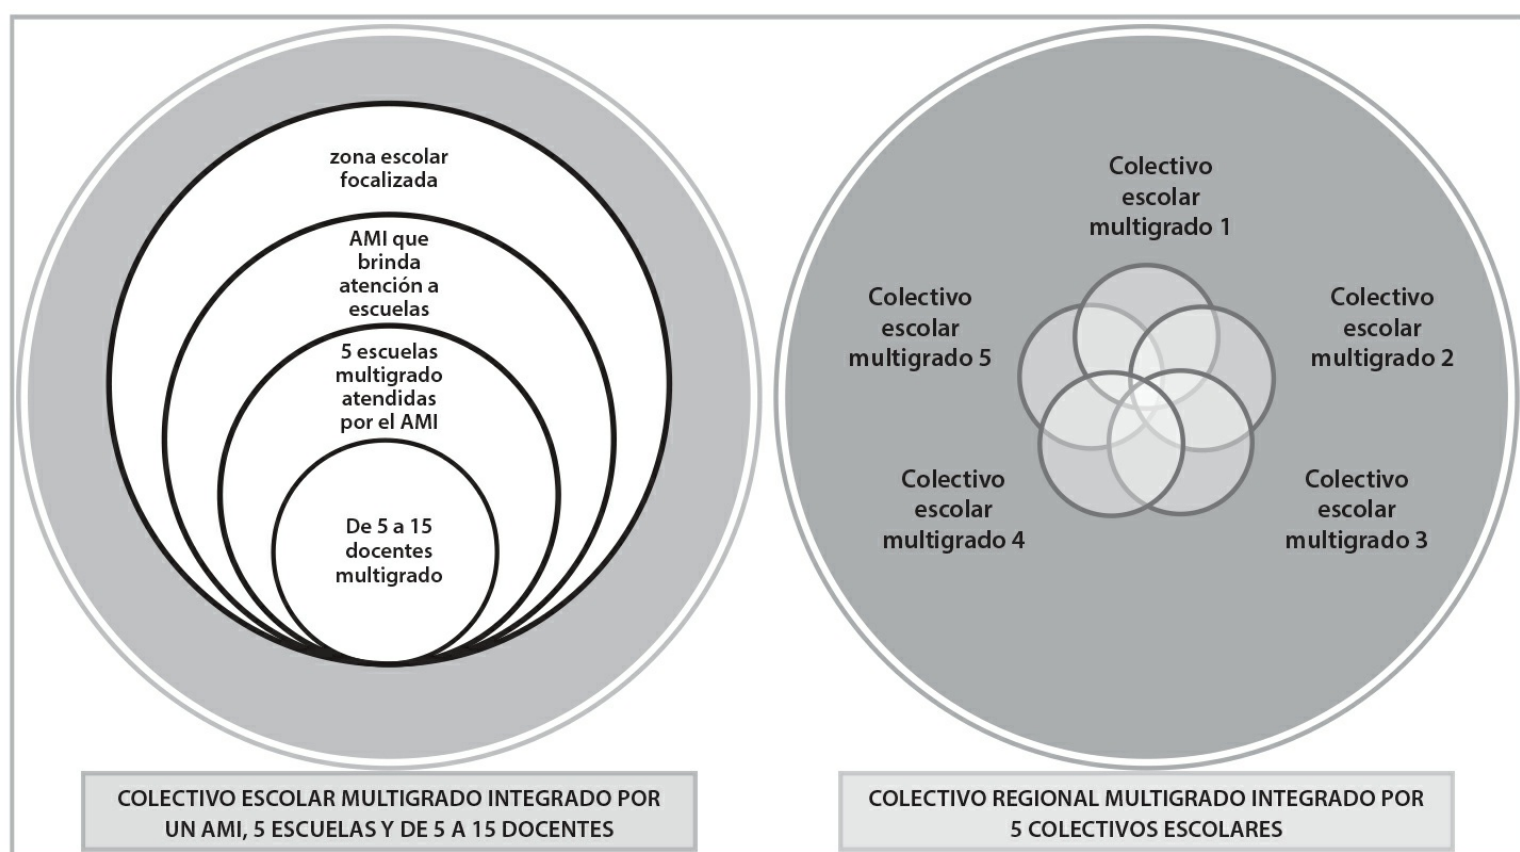 zona escolar
focalizada
AMI que
brinda
atención a
escuelas
5 escuelas
multigrado
atendidas
por el AMI
De 5 a 15
docentes
multigrado
COLECTIVO ESCOLAR MULTIGRADO INTEGRADO POR
UN AMI, 5 ESCUELAS Y DE 5 A 15 DOCENTES
Colectivo
escolar
multigrado 1
Colectivo
escolar
multigrado 2
Colectivo
escolar
multigrado 3
Colectivo
escolar
multigrado 4
Colectivo
escolar
multigrado 5
COLECTIVO REGIONAL MULTIGRADO INTEGRADO POR
5 COLECTIVOS ESCOLARES